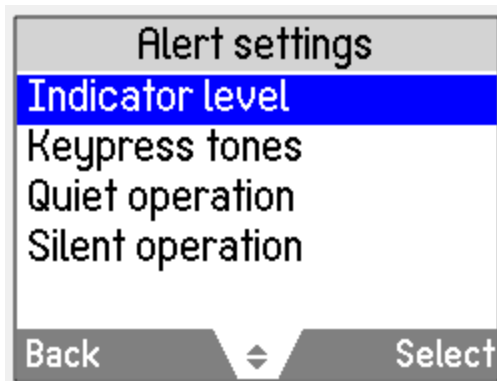 Alert settings
Indicator level
Keypress tones
Quiet operation
Silent operation
Back Select